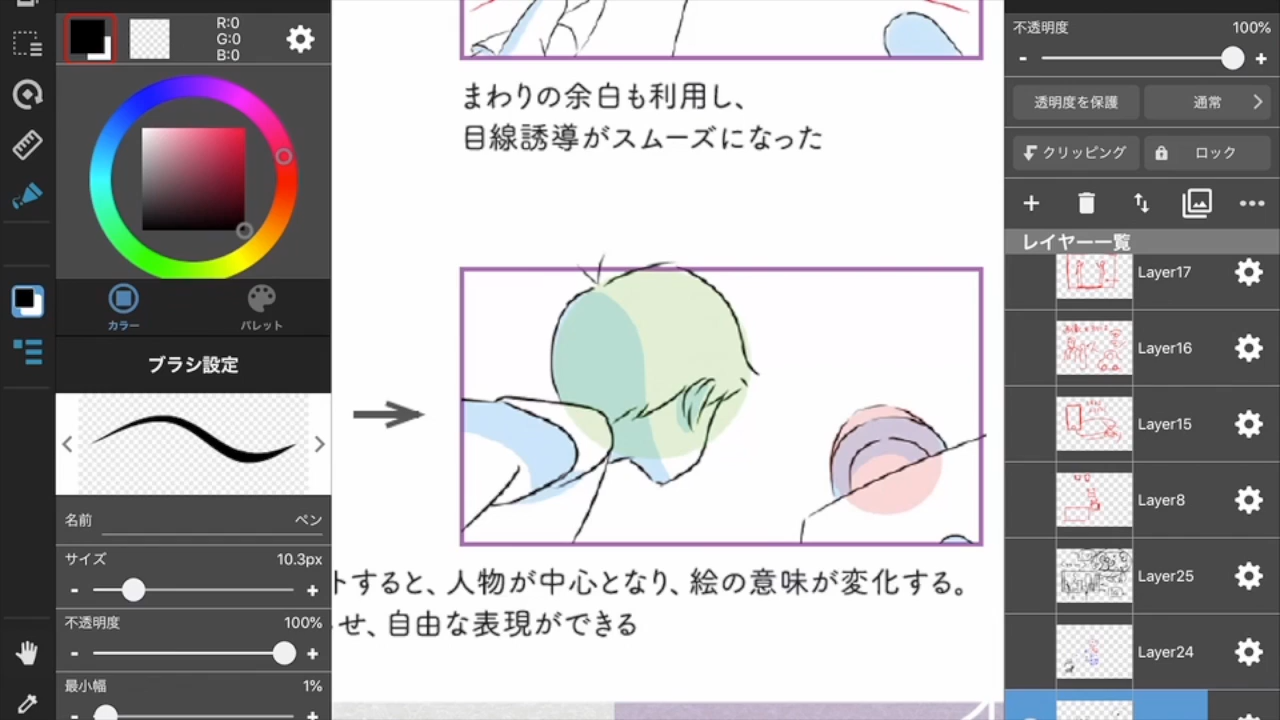 R:0
G:0
B:0
カラー
パレット
ブラシ設定
名前
ペン
サイズ
10.3px
不透明度
100%
最小幅
1%
まわりの余白も利用し、
目線誘導がスムーズになった
トすると、人物が中心となり、絵の意味が変化する。
せ、自由な表現ができる
不透明度
100%
透明度を保護
通常
クリッピング
ロック
レイヤー一覧
Layer17
Layer16
Layer15
Layer8
Layer25
Layer24